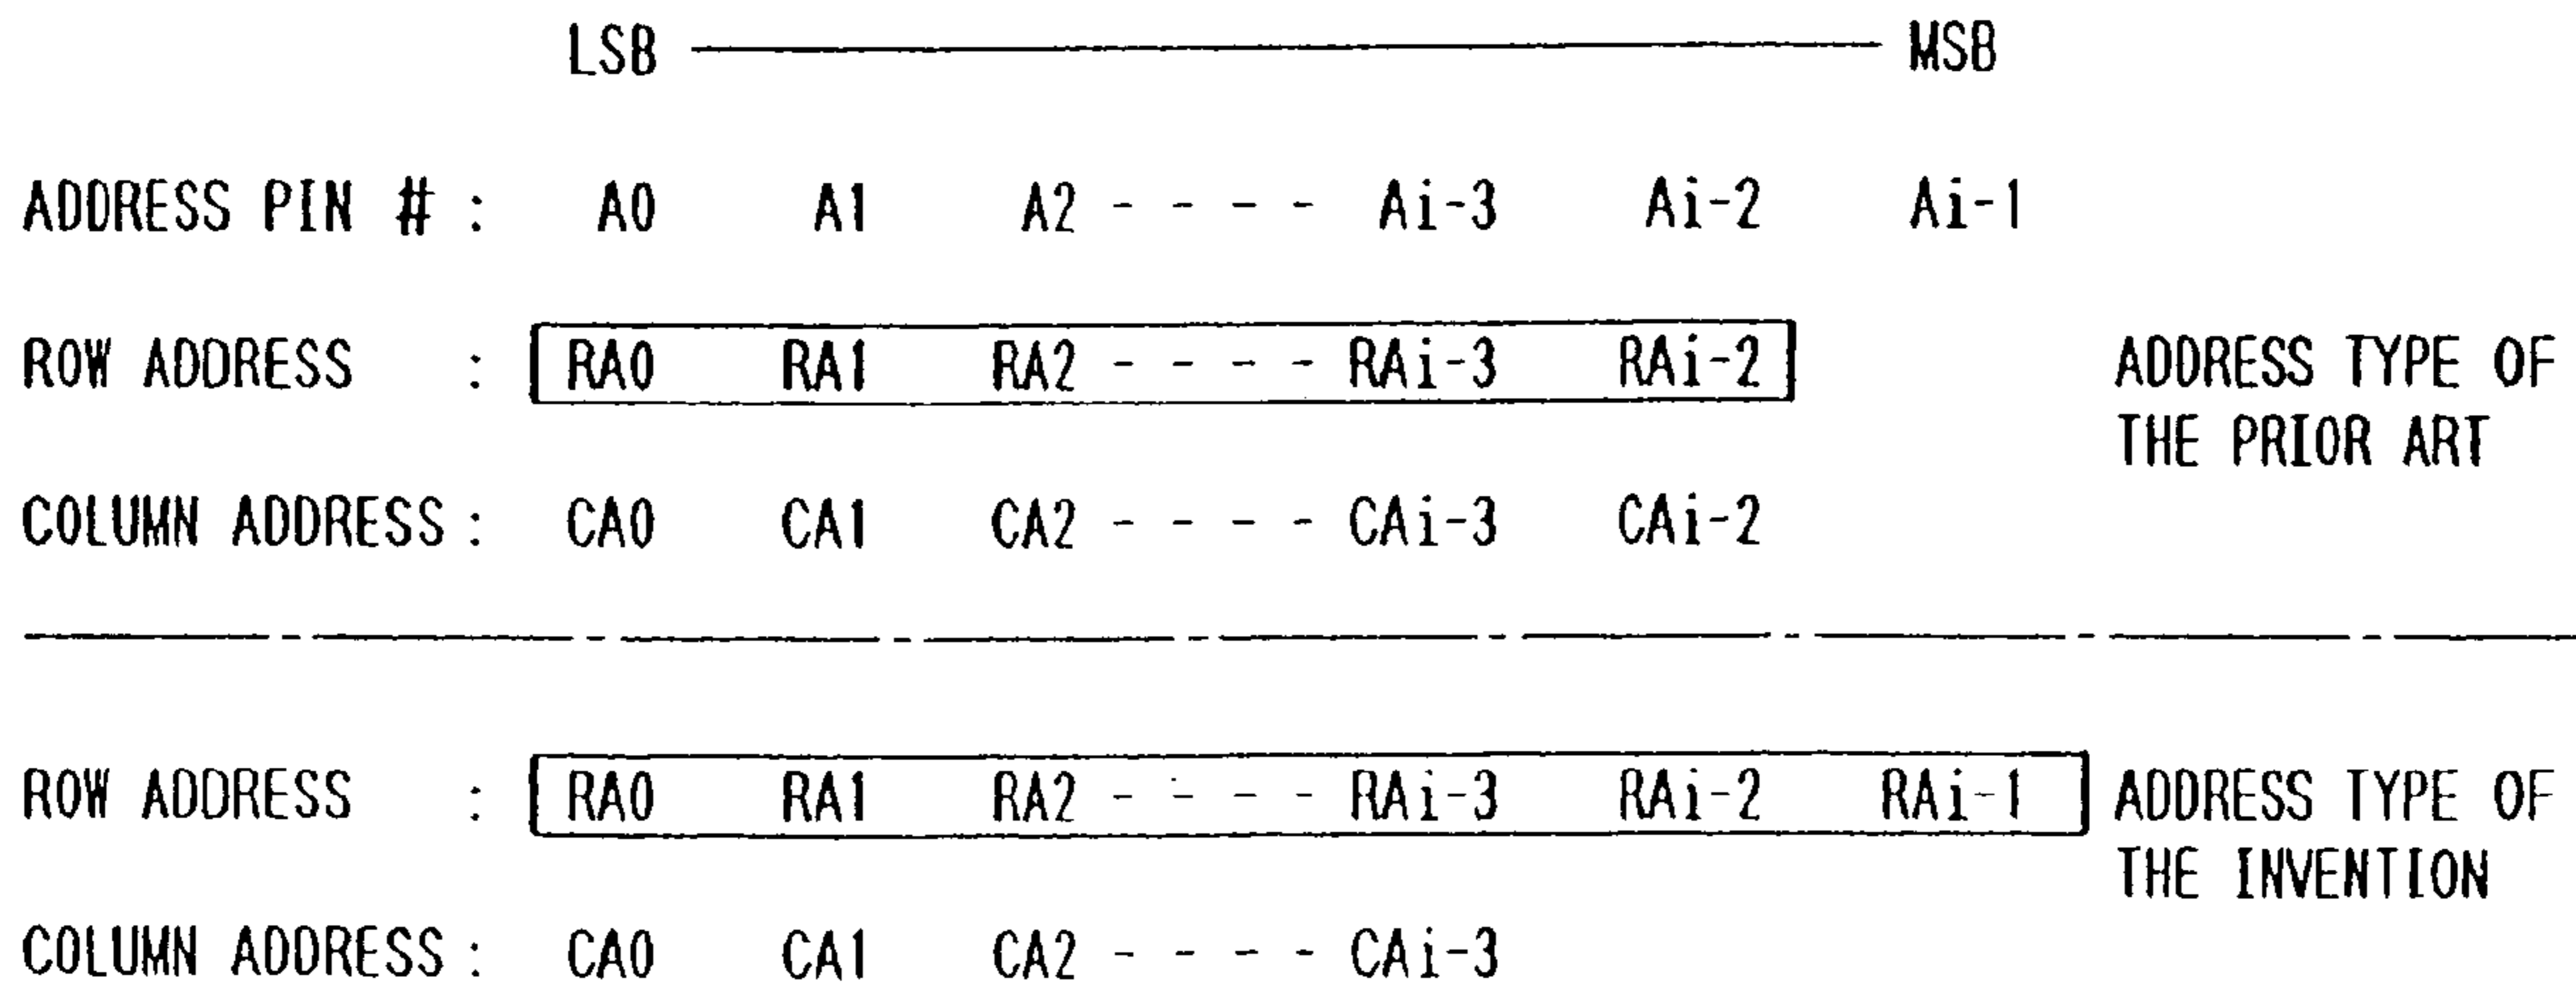 LSB ———————— MSB
ADDRESS PIN # : A0 A1 A2 - - - - Ai-3 Ai-2 Ai-1
ROW ADDRESS : RA0 RA1 RA2 - - - - RAi-3 RAi-2 ADDRESS TYPE OF
THE PRIOR ART
COLUMN ADDRESS : CA0 CA1 CA2 - - - - CAi-3 CAi-2
ROW ADDRESS : RA0 RA1 RA2 - - - - RAi-3 RAi-2 RAi-1 ADDRESS TYPE OF
THE INVENTION
COLUMN ADDRESS : CA0 CA1 CA2 - - - - CAi-3